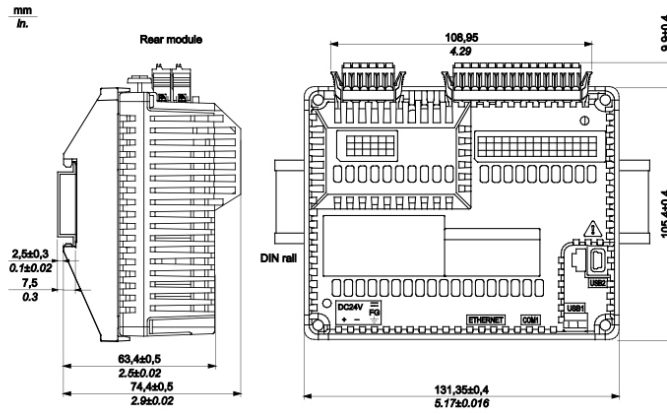 mm
in.
Rear module
108,95
4.29
9.9±0.4
105.4±0.4
DIN rail
2,5±0,3
0.1±0.02
7,5
0.3
USB2
USB1
DC24V
FG
+ -
ETHERNET
COM1
63,4±0,5
2.5±0.02
74,4±0,5
2.9±0.02
131,35±0,4
5.17±0.016